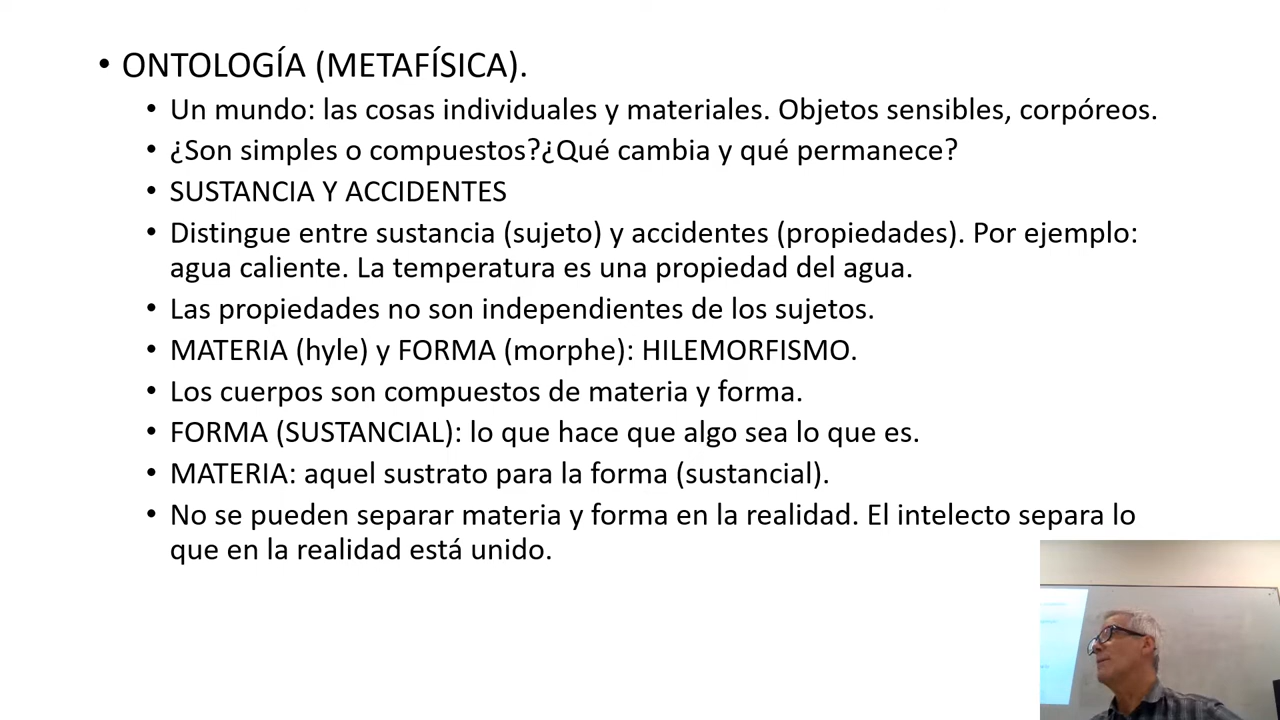 • ONTOLOGÍA (METAFÍSICA).
• Un mundo: las cosas individuales y materiales. Objetos sensibles, corpóreos.
• ¿Son simples o compuestos?¿Qué cambia y qué permanece?
• SUSTANCIA Y ACCIDENTES
• Distingue entre sustancia (sujeto) y accidentes (propiedades). Por ejemplo:
agua caliente. La temperatura es una propiedad del agua.
• Las propiedades no son independientes de los sujetos.
• MATERIA (hyle) y FORMA (morphe): HILEMORFISMO.
• Los cuerpos son compuestos de materia y forma.
• FORMA (SUSTANCIAL): lo que hace que algo sea lo que es.
• MATERIA: aquel sustrato para la forma (sustancial).
• No se pueden separar materia y forma en la realidad. El intelecto separa lo
que en la realidad está unido.